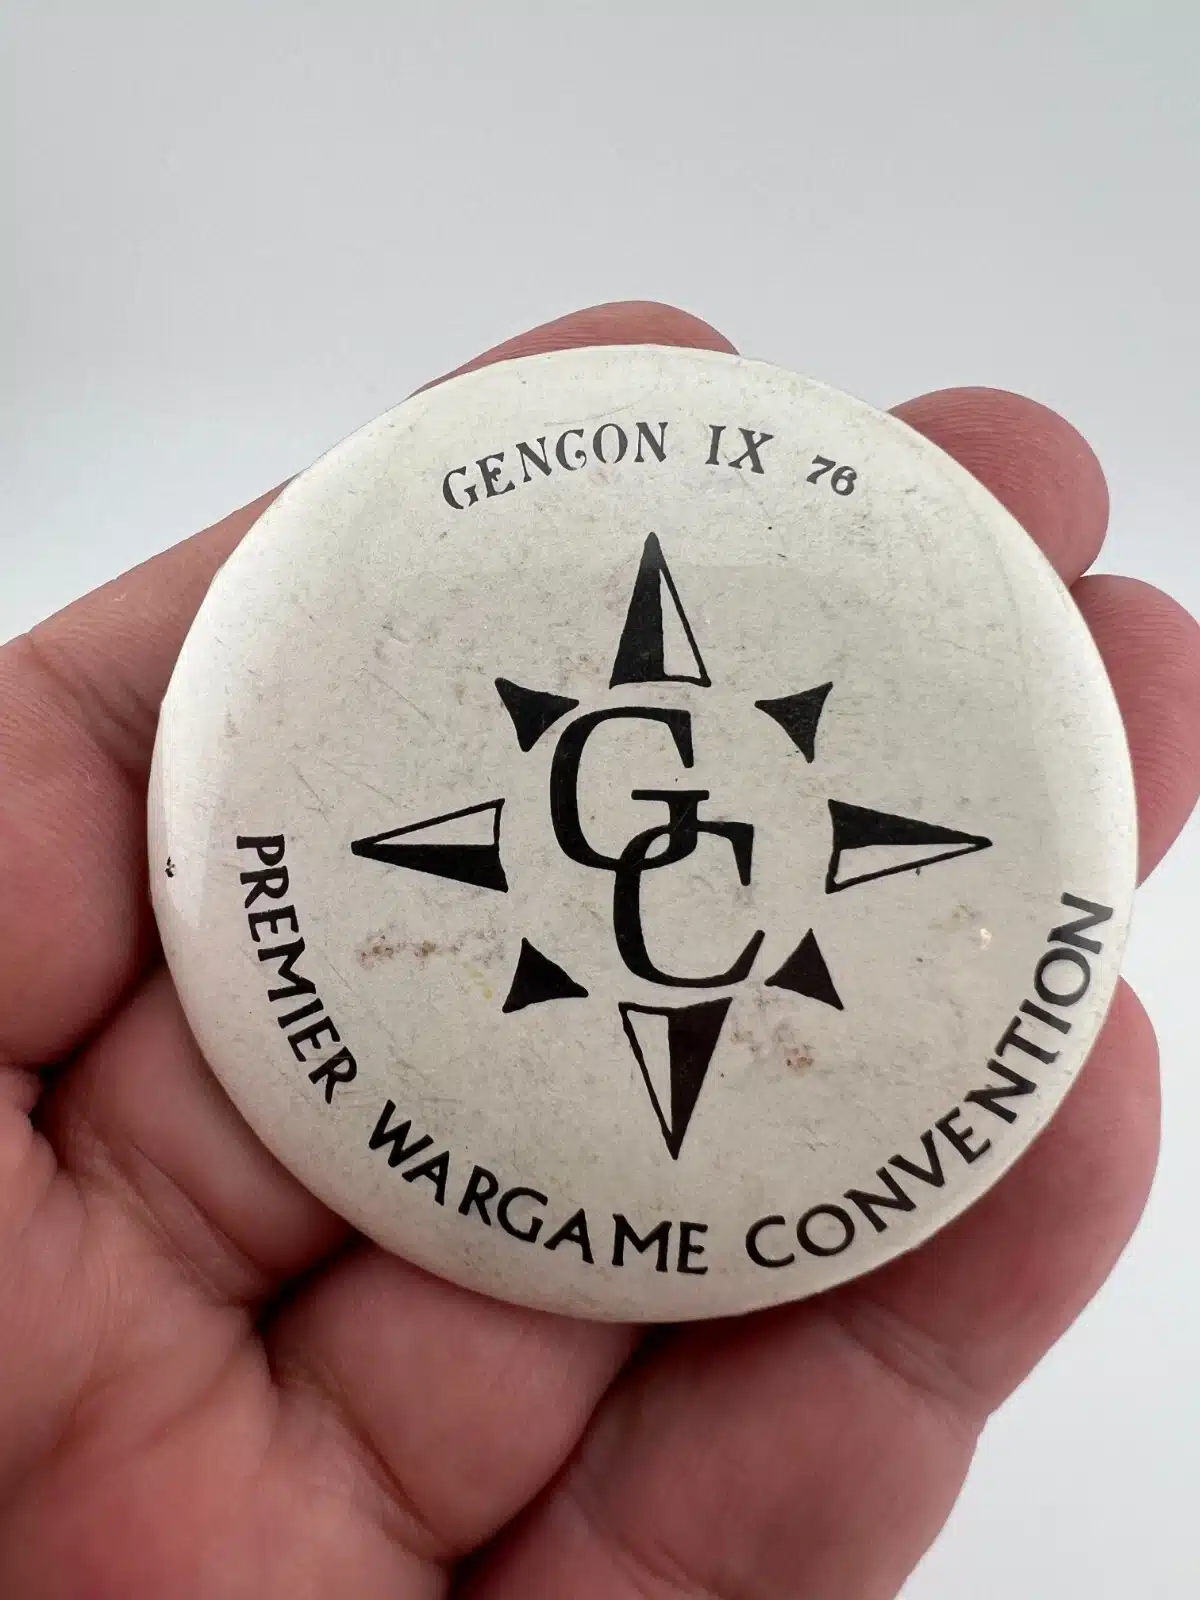 GENCON IX 76
GC
PREMIER WARGAME CONVENTION